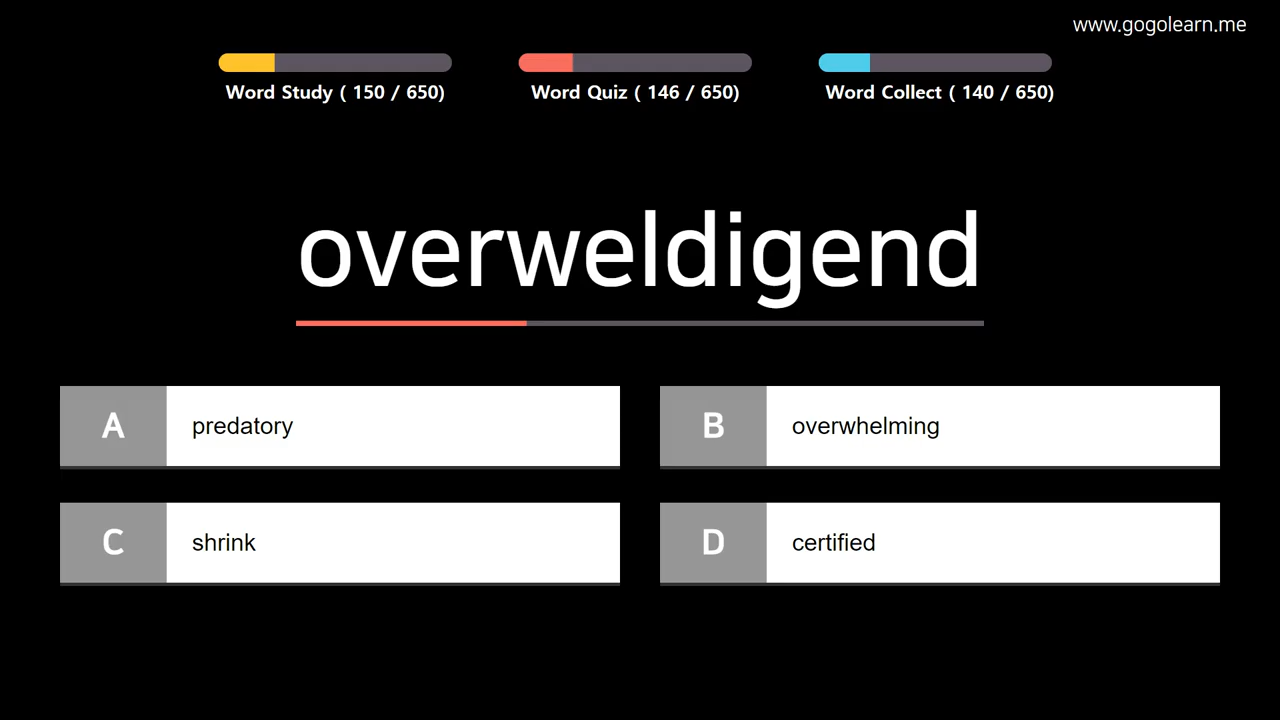 www.gogolearn.me
Word Study ( 150 / 650)
Word Quiz ( 146 / 650)
Word Collect ( 140 / 650)
overweldigend
A predatory
B overwhelming
C shrink
D certified